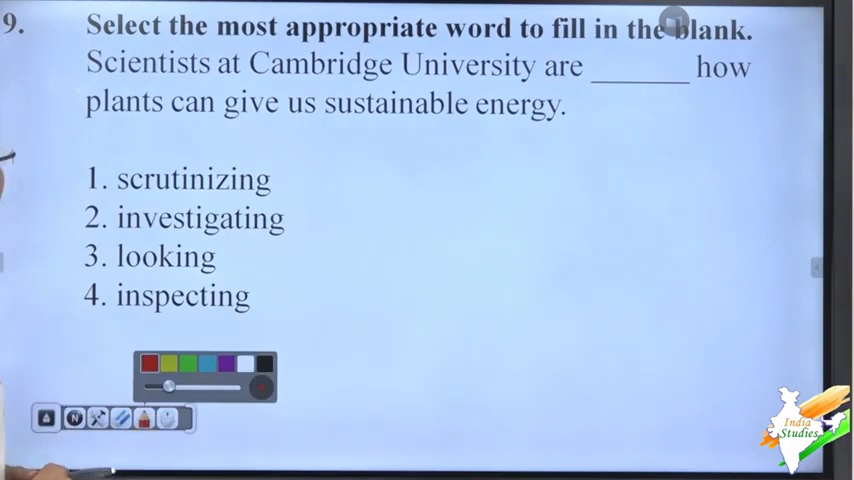 9. Select the most appropriate word to fill in the blank.
Scientists at Cambridge University are ________ how
plants can give us sustainable energy.
1. scrutinizing
2. investigating
3. looking
4. inspecting
N
India
Studies